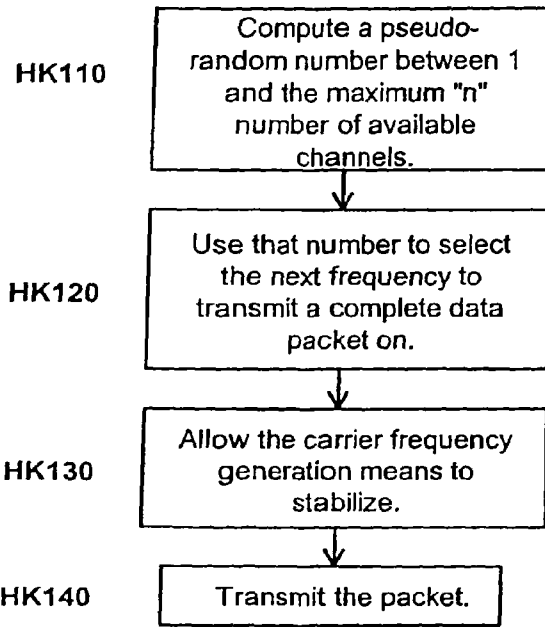 HK110
Compute a pseudo-
random number between 1
and the maximum "n"
number of available
channels.
HK120
Use that number to select
the next frequency to
transmit a complete data
packet on.
HK130
Allow the carrier frequency
generation means to
stabilize.
HK140
Transmit the packet.